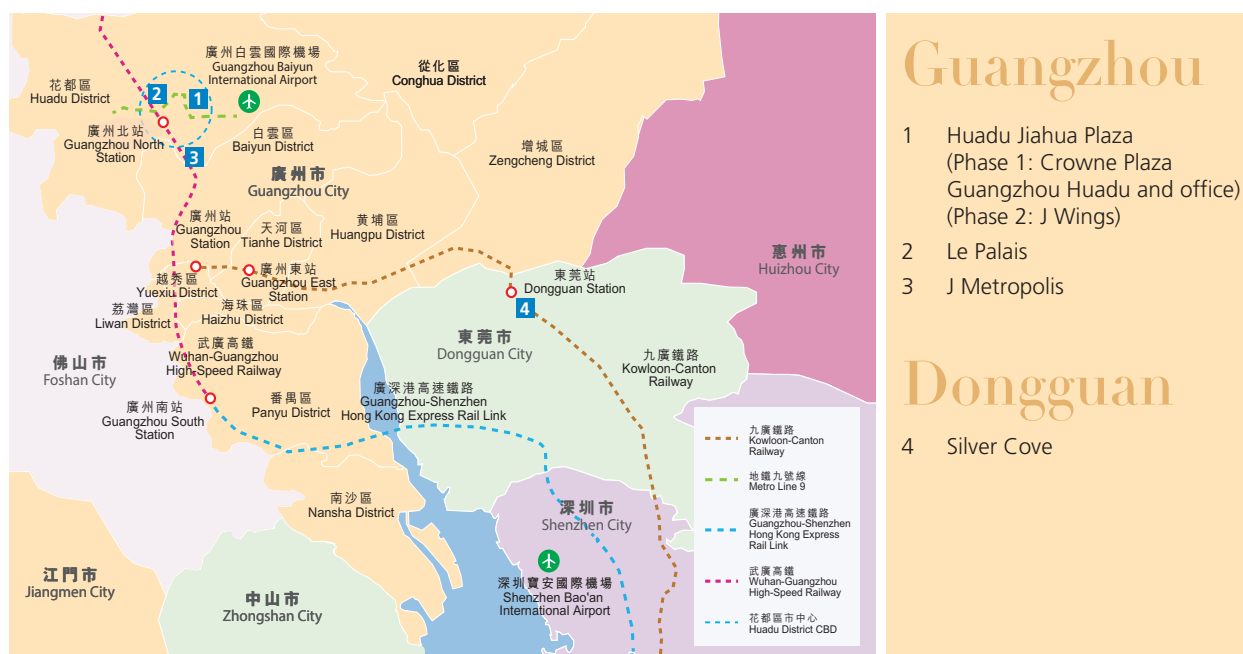 廣州白雲國際機場
Guangzhou Baiyun
International Airport
從化區
Conghua District
花都區
Huadu District
2
1
廣州北站
Guangzhou North
Station
3
白雲區
Baiyun District
增城區
Zengcheng District
廣州市
Guangzhou City
廣州站
Guangzhou
Station
天河區
Tianhe District
黄埔區
Huangpu District
惠州市
Huizhou City
越秀區
Yuexiu District
廣州東站
Guangzhou East
Station
東莞站
Dongguan Station
4
荔灣區
Liwan District
海珠區
Haizhu District
武廣高鐵
Wuhan-Guangzhou
High-Speed Railway
東莞市
Dongguan City
九廣鐵路
Kowloon-Canton
Railway
佛山市
Foshan City
廣州南站
Guangzhou South
Station
番禺區
Panyu District
廣深港高速鐵路
Guangzhou-Shenzhen
Hong Kong Express Rail Link
南沙區
Nansha District
深圳市
Shenzhen City
深圳寶安國際機場
Shenzhen Bao'an
International Airport
江門市
Jiangmen City
中山市
Zhongshan City
九廣鐵路
Kowloon-Canton
Railway
地鐵九號線
Metro Line 9
廣深港高速鐵路
Guangzhou-Shenzhen
Hong Kong Express
Rail Link
武廣高鐵
Wuhan-Guangzhou
High-Speed Railway
花都區市中心
Huadu District CBD
Guangzhou
1 Huadu Jiahua Plaza
(Phase 1: Crowne Plaza
Guangzhou Huadu and office)
(Phase 2: J Wings)
2 Le Palais
3 J Metropolis
Dongguan
4 Silver Cove